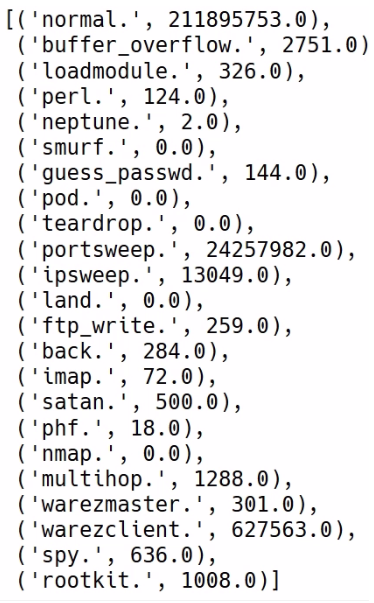 [('normal.', 211895753.0),
('buffer_overflow.', 2751.0)
('loadmodule.', 326.0),
('perl.', 124.0),
('neptune.', 2.0),
('smurf.', 0.0),
('guess_passwd.', 144.0),
('pod.', 0.0),
('teardrop.', 0.0),
('portsweep.', 24257982.0),
('ipsweep.', 13049.0),
('land.', 0.0),
('ftp_write.', 259.0),
('back.', 284.0),
('imap.', 72.0),
('satan.', 500.0),
('phf.', 18.0),
('nmap.', 0.0),
('multihop.', 1288.0),
('warezmaster.', 301.0),
('warezclient.', 627563.0),
('spy.', 636.0),
('rootkit.', 1008.0)]